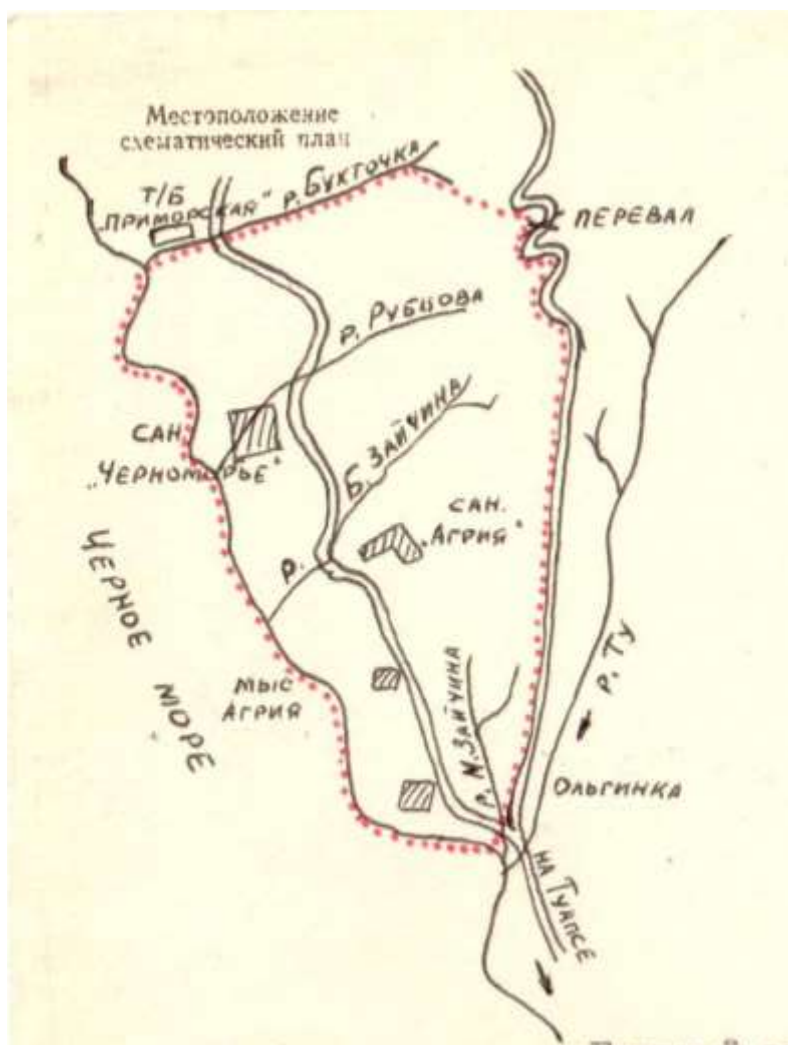 Местоположение
схематический план
Т/Б
„ПРИМОРСКАЯ"
р. БУКТОЧКА
ПЕРЕВАЛ
р. РУБЦОВА
САН.
„ЧЕРНОМОРЬЕ"
р. Б. ЗАЙЧИНА
САН.
„АГРИЯ"
ЧЕРНОЕ МОРЕ
МЫС
АГРИЯ
р. М. ЗАЙЧИНА
р. ТУ
ОЛЬГИНКА
НА ТУАПСЕ